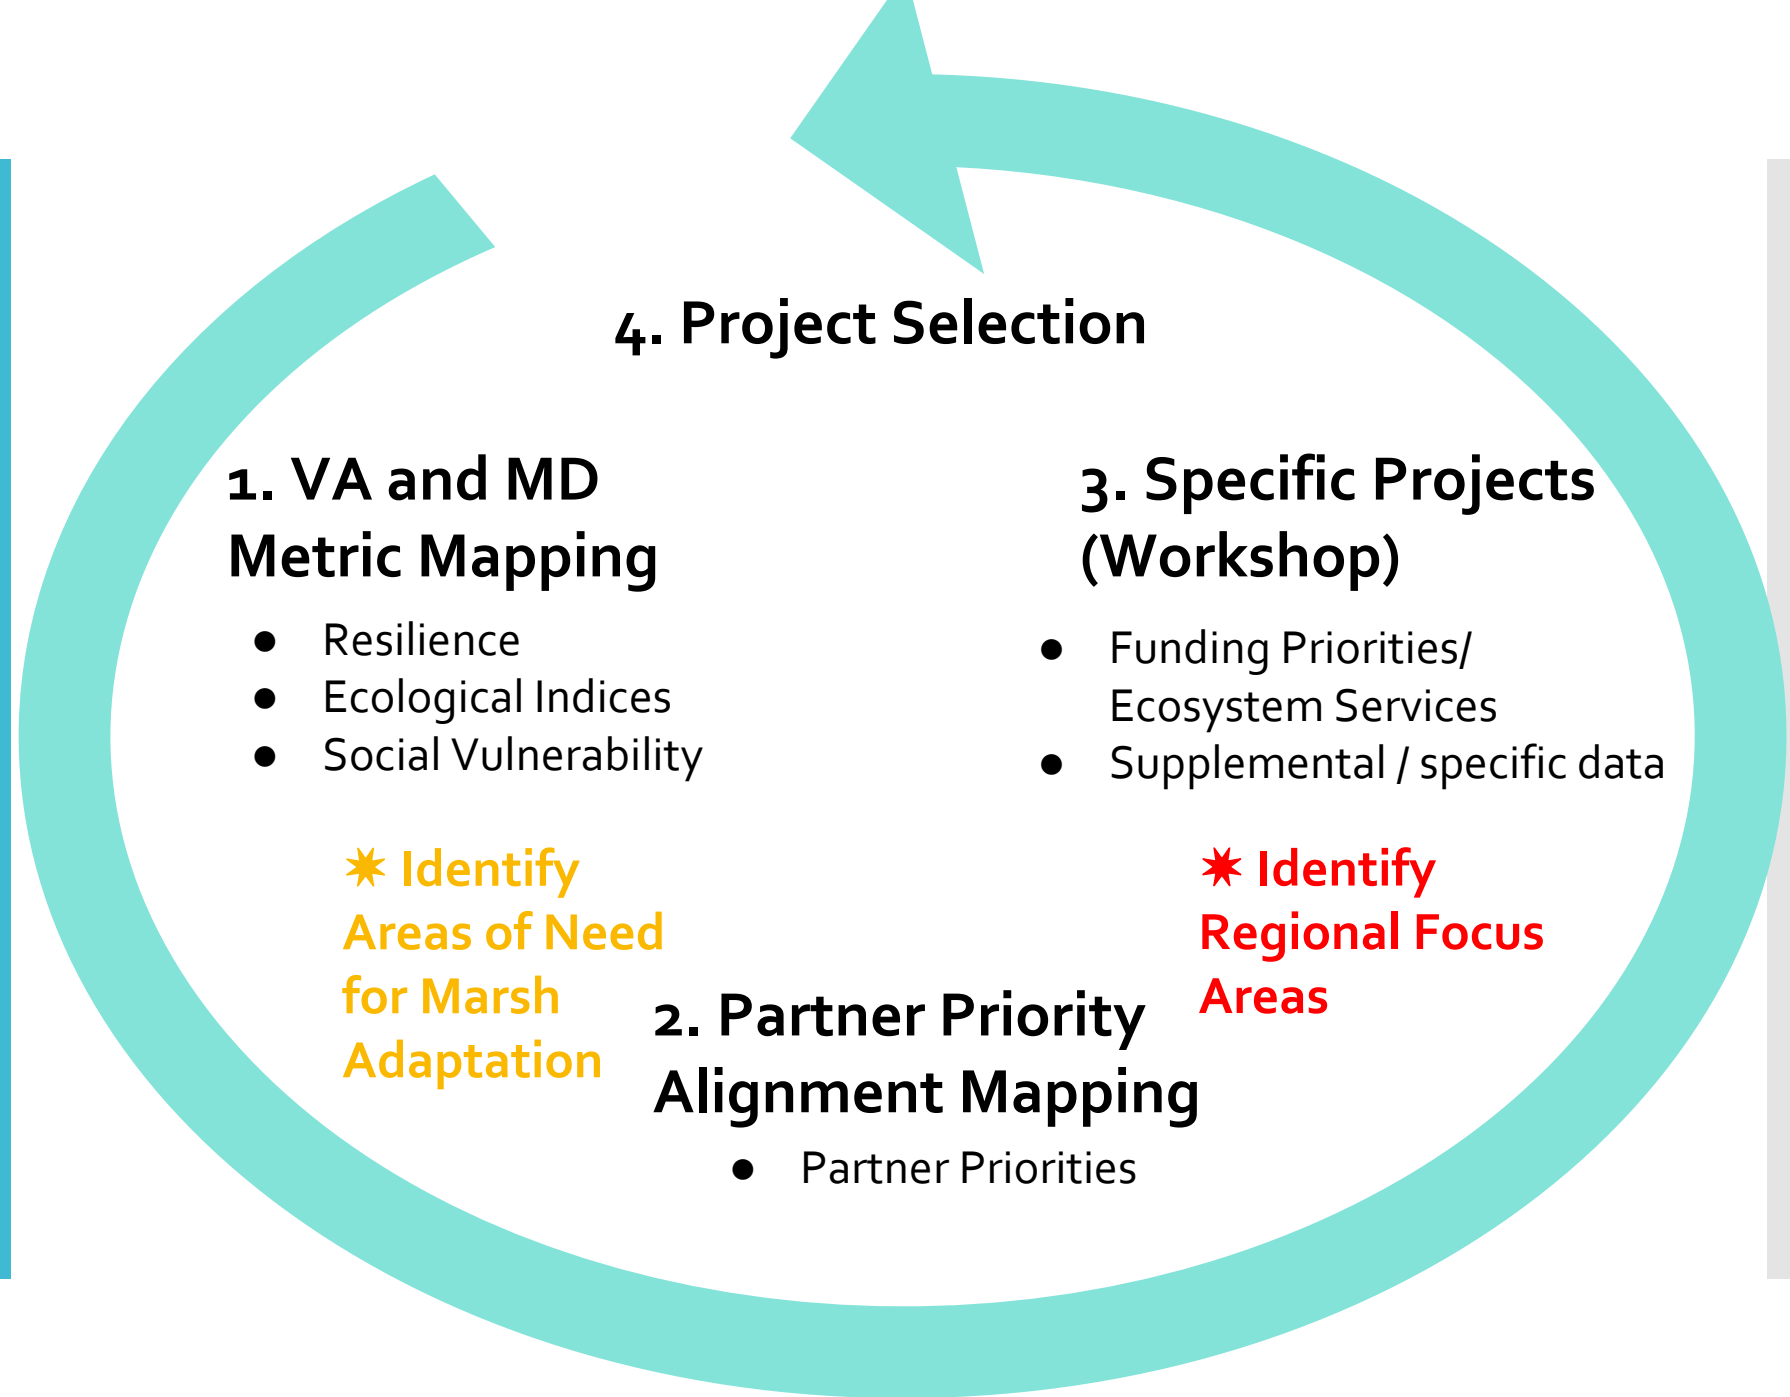 4. Project Selection
1. VA and MD
Metric Mapping
● Resilience
● Ecological Indices
● Social Vulnerability
✷ Identify
Areas of Need
for Marsh
Adaptation
2. Partner Priority
Alignment Mapping
● Partner Priorities
3. Specific Projects
(Workshop)
● Funding Priorities/
Ecosystem Services
● Supplemental / specific data
✷ Identify
Regional Focus
Areas